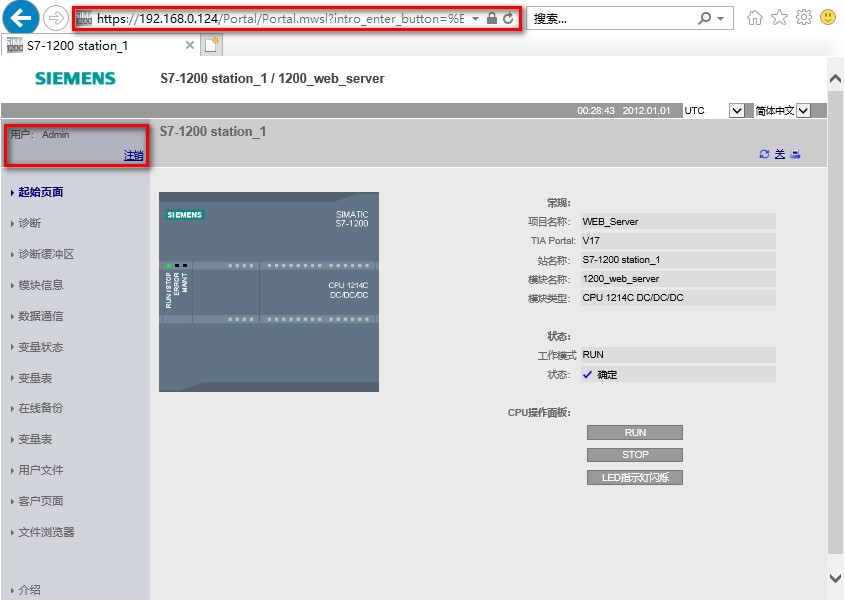 https://192.168.0.124/Portal/Portal.mwsl?intro_enter_button=%E
搜索...
S7-1200 station_1
SIEMENS
S7-1200 station_1 / 1200_web_server
00:28:43 2012.01.01 UTC 简体中文
用户: Admin
注销
S7-1200 station_1
关
起始页面
诊断
诊断缓冲区
模块信息
数据通信
变量状态
变量表
在线备份
变量表
用户文件
客户页面
文件浏览器
介绍
SIEMENS
SIMATIC
S7-1200
RUN/STOP
ERROR
MAINT
CPU 1214C
DC/DC/DC
常规:
项目名称: WEB_Server
TIA Portal: V17
站名称: S7-1200 station_1
模块名称: 1200_web_server
模块类型: CPU 1214C DC/DC/DC
状态:
工作模式 RUN
状态: 确定
CPU操作面板:
RUN
STOP
LED指示灯闪烁